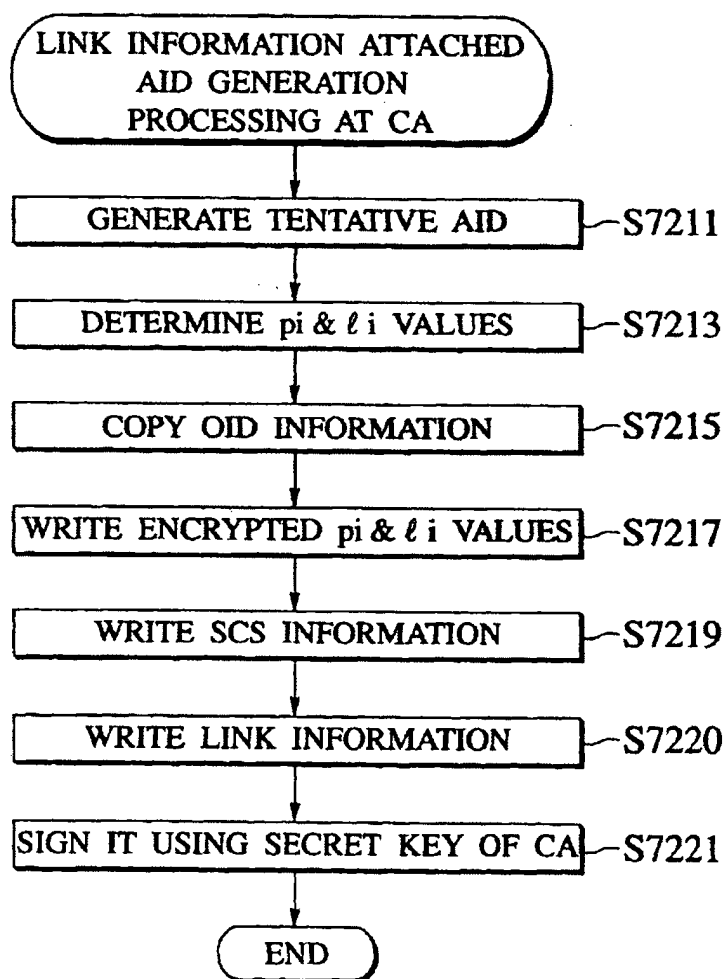 LINK INFORMATION ATTACHED
AID GENERATION
PROCESSING AT CA
GENERATE TENTATIVE AID
S7211
DETERMINE pi & ℓ i VALUES
S7213
COPY OID INFORMATION
S7215
WRITE ENCRYPTED pi & ℓ i VALUES
S7217
WRITE SCS INFORMATION
S7219
WRITE LINK INFORMATION
S7220
SIGN IT USING SECRET KEY OF CA
S7221
END